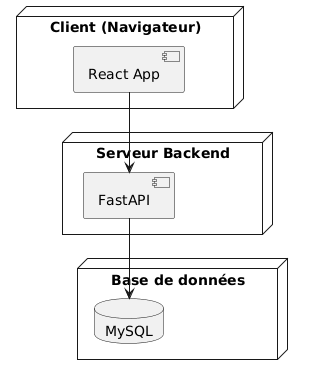 Client (Navigateur)
React App
Serveur Backend
FastAPI
Base de données
MySQL